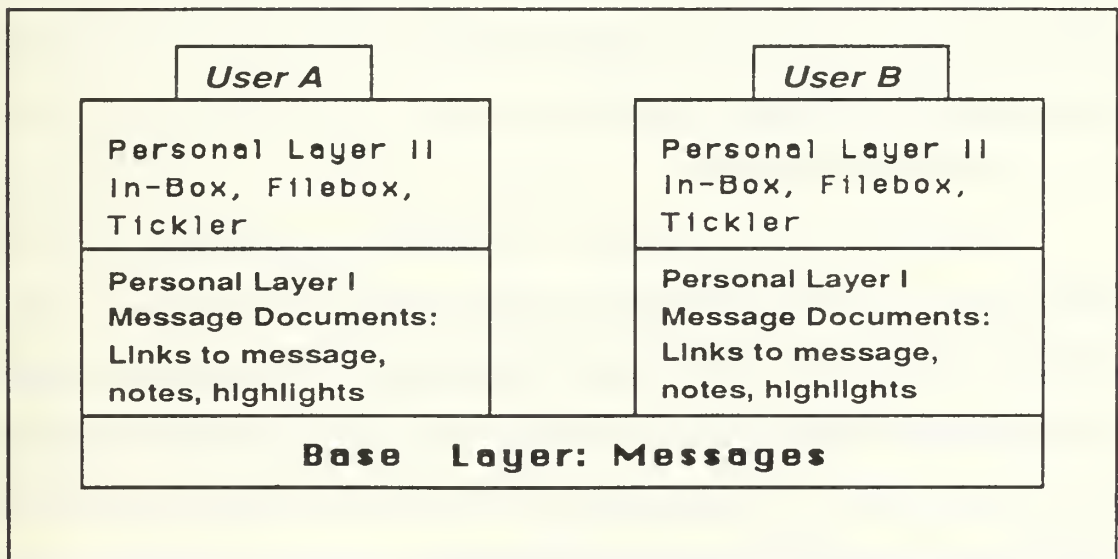 User A
Personal Layer II
In-Box, Filebox,
Tickler
Personal Layer I
Message Documents:
Links to message,
notes, highlights
User B
Personal Layer II
In-Box, Filebox,
Tickler
Personal Layer I
Message Documents:
Links to message,
notes, highlights
Base Layer: Messages